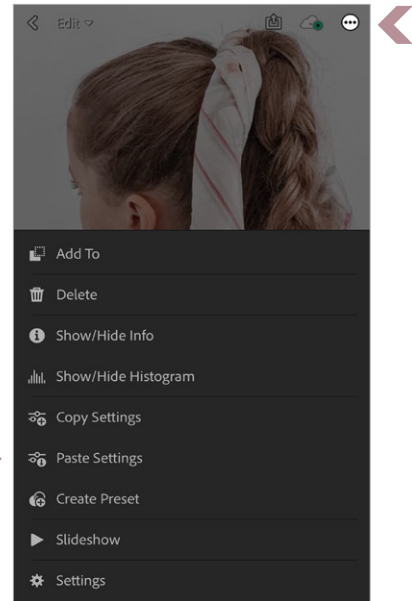 Edit
Add To
Delete
Show/Hide Info
Show/Hide Histogram
Copy Settings
Paste Settings
Create Preset
Slideshow
Settings